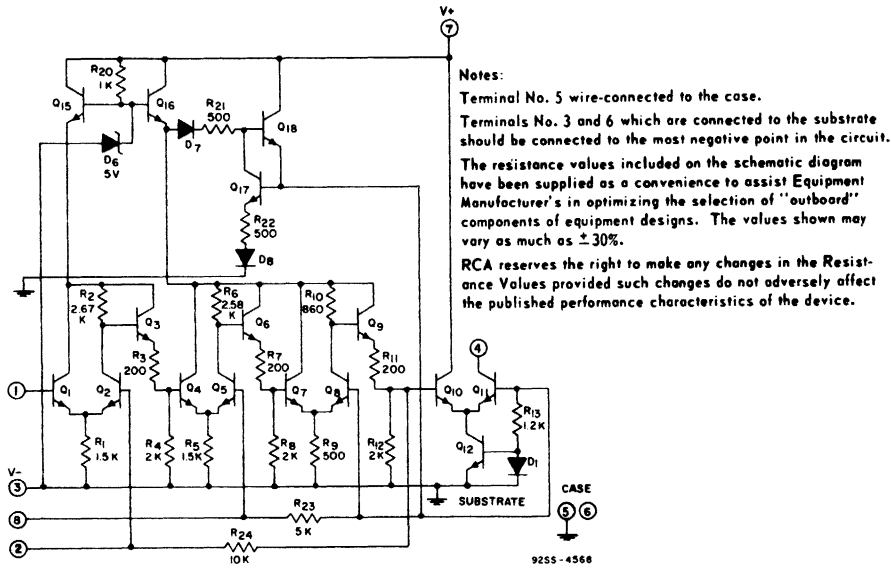 V+
7
Notes:
Terminal No. 5 wire-connected to the case.
Terminals No. 3 and 6 which are connected to the substrate
should be connected to the most negative point in the circuit.
The resistance values included on the schematic diagram
have been supplied as a convenience to assist Equipment
Manufacturer's in optimizing the selection of "outboard"
components of equipment designs. The values shown may
vary as much as ±30%.
RCA reserves the right to make any changes in the Resist-
ance Values provided such changes do not adversely affect
the published performance characteristics of the device.
R20
1K
Q15
Q16
R21
500
Q18
D7
D6
5V
Q17
R22
500
D8
R2
2.67
K
Q3
R6
2.58
K
Q6
R10
860
Q9
R3
200
R7
200
R11
200
4
1
Q1
Q2
Q4
Q5
Q7
Q8
Q10
Q11
R13
1.2K
R1
1.5K
R4
2K
R5
1.5K
R8
2K
R9
500
R12
2K
Q12
D1
V-
3
SUBSTRATE
CASE
5 6
8
R23
5K
2
R24
10K
92SS-4568